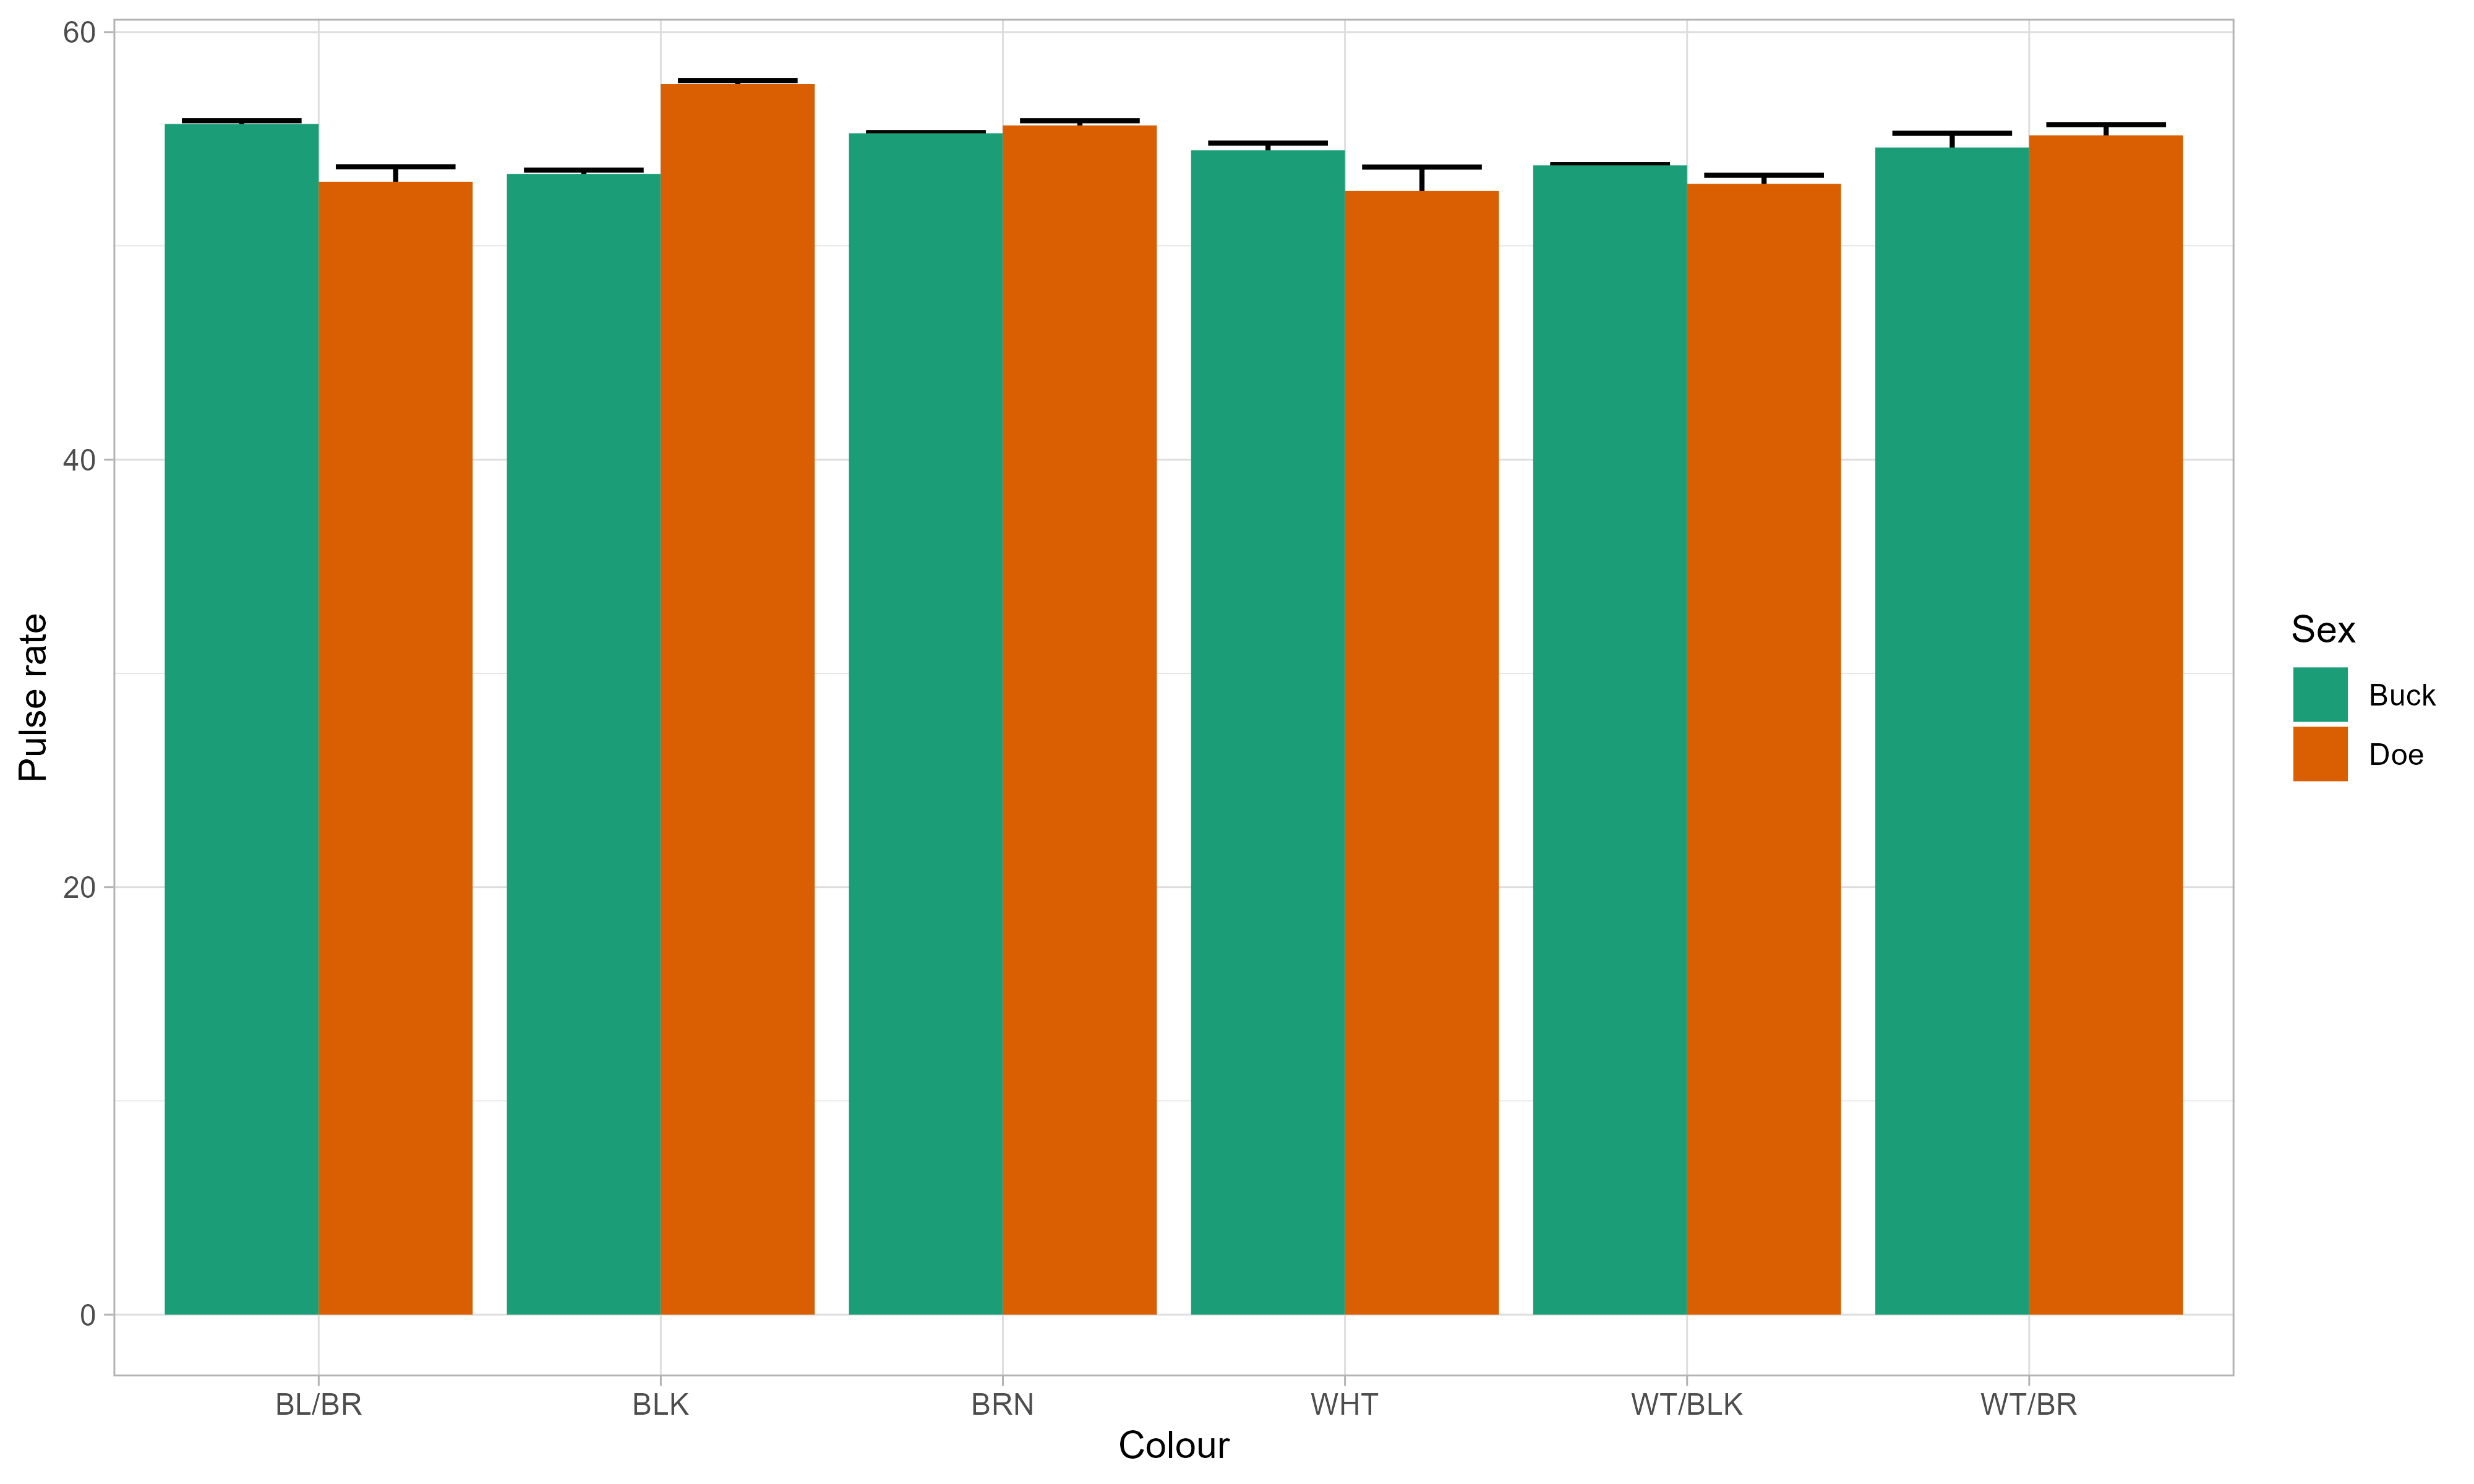 60
40
20
0
Pulse rate
BL/BR BLK BRN WHT WT/BLK WT/BR
Colour
Sex
Buck
Doe